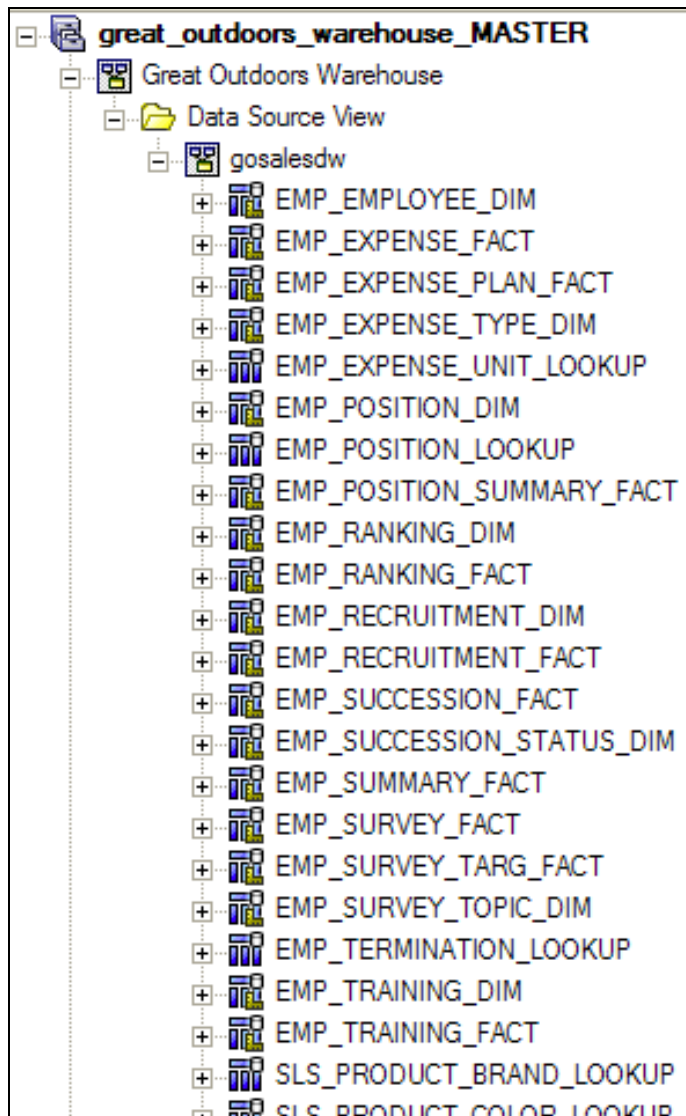 great_outdoors_warehouse_MASTER
Great Outdoors Warehouse
Data Source View
gosalesdw
EMP_EMPLOYEE_DIM
EMP_EXPENSE_FACT
EMP_EXPENSE_PLAN_FACT
EMP_EXPENSE_TYPE_DIM
EMP_EXPENSE_UNIT_LOOKUP
EMP_POSITION_DIM
EMP_POSITION_LOOKUP
EMP_POSITION_SUMMARY_FACT
EMP_RANKING_DIM
EMP_RANKING_FACT
EMP_RECRUITMENT_DIM
EMP_RECRUITMENT_FACT
EMP_SUCCESSION_FACT
EMP_SUCCESSION_STATUS_DIM
EMP_SUMMARY_FACT
EMP_SURVEY_FACT
EMP_SURVEY_TARG_FACT
EMP_SURVEY_TOPIC_DIM
EMP_TERMINATION_LOOKUP
EMP_TRAINING_DIM
EMP_TRAINING_FACT
SLS_PRODUCT_BRAND_LOOKUP
SLS_PRODUCT_COLOR_LOOKUP